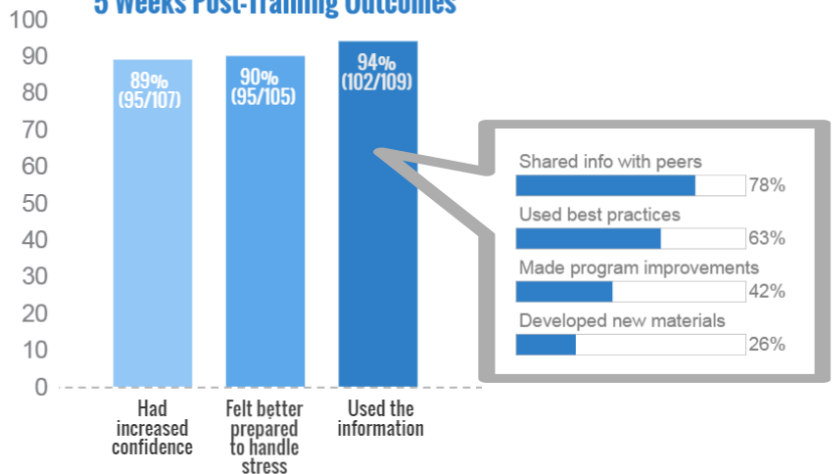 5 Weeks Post-Training Outcomes
100
90
80
70
60
50
40
30
20
10
0
89%
(95/107)
90%
(95/105)
94%
(102/109)
Had
increased
confidence
Felt better
prepared
to handle
stress
Used the
information
Shared info with peers
78%
Used best practices
63%
Made program improvements
42%
Developed new materials
26%